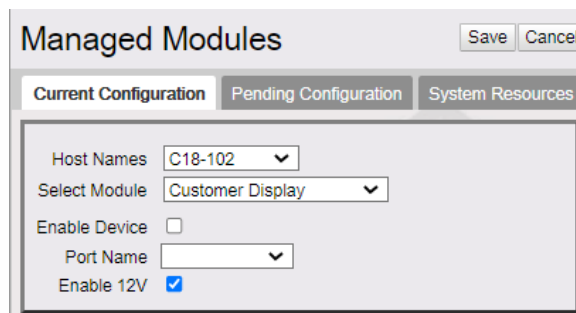 Managed Modules
Save Cancel
Current Configuration Pending Configuration System Resources
Host Names C18-102
Select Module Customer Display
Enable Device
Port Name
Enable 12V